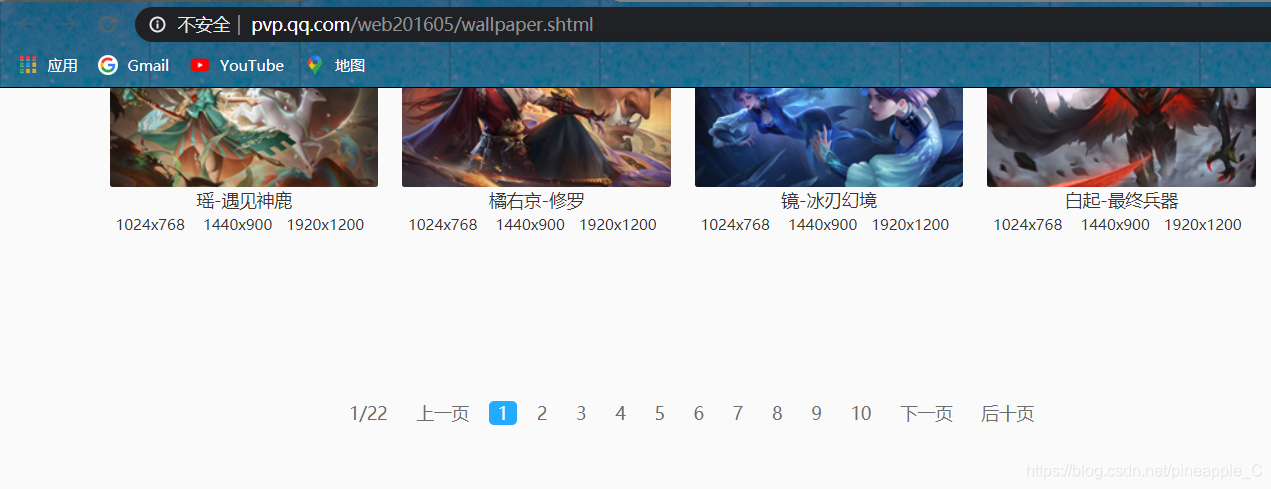 不安全 | pvp.qq.com/web201605/wallpaper.shtml
应用 Gmail YouTube 地图
瑶-遇见神鹿 橘右京-修罗 镜-冰刃幻境 白起-最终兵器
1024x768 1440x900 1920x1200 1024x768 1440x900 1920x1200 1024x768 1440x900 1920x1200 1024x768 1440x900 1920x1200
1/22 上一页 1 2 3 4 5 6 7 8 9 10 下一页 后十页
https://blog.csdn.net/pineapple_C